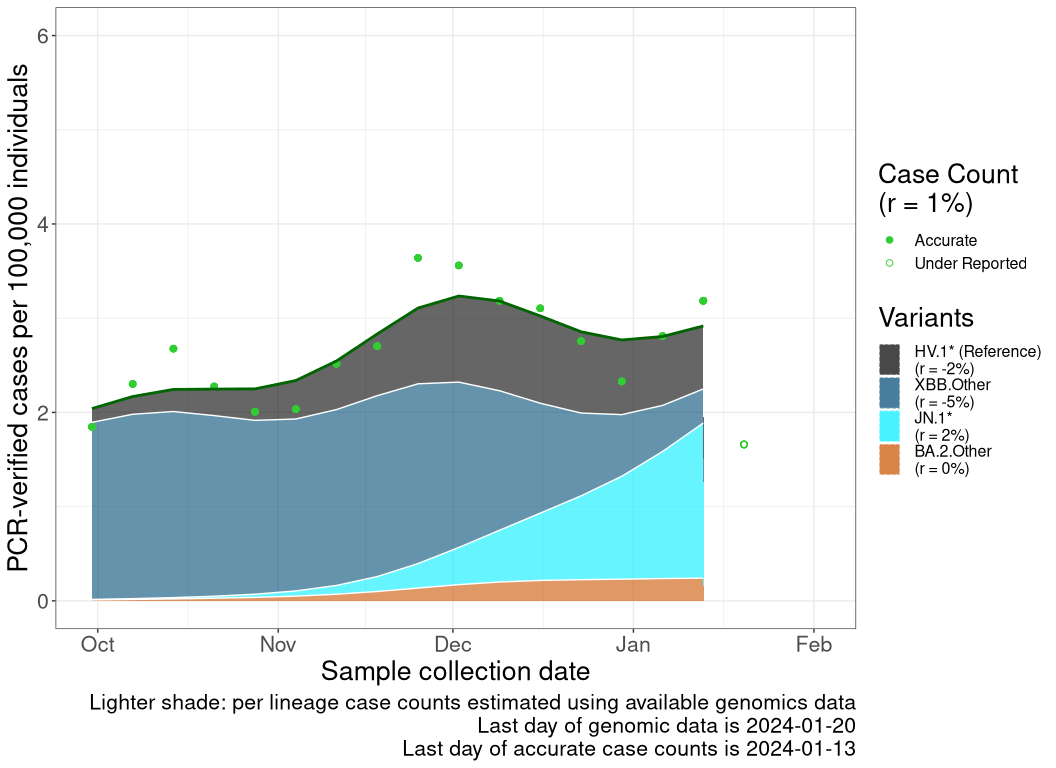 PCR-verified cases per 100,000 individuals
6
4
2
0
Oct
Nov
Dec
Jan
Feb
Sample collection date
Lighter shade: per lineage case counts estimated using available genomics data
Last day of genomic data is 2024-01-20
Last day of accurate case counts is 2024-01-13
Case Count
(r = 1%)
Accurate
Under Reported
Variants
HV.1* (Reference)
(r = -2%)
XBB.Other
(r = -5%)
JN.1*
(r = 2%)
BA.2.Other
(r = 0%)